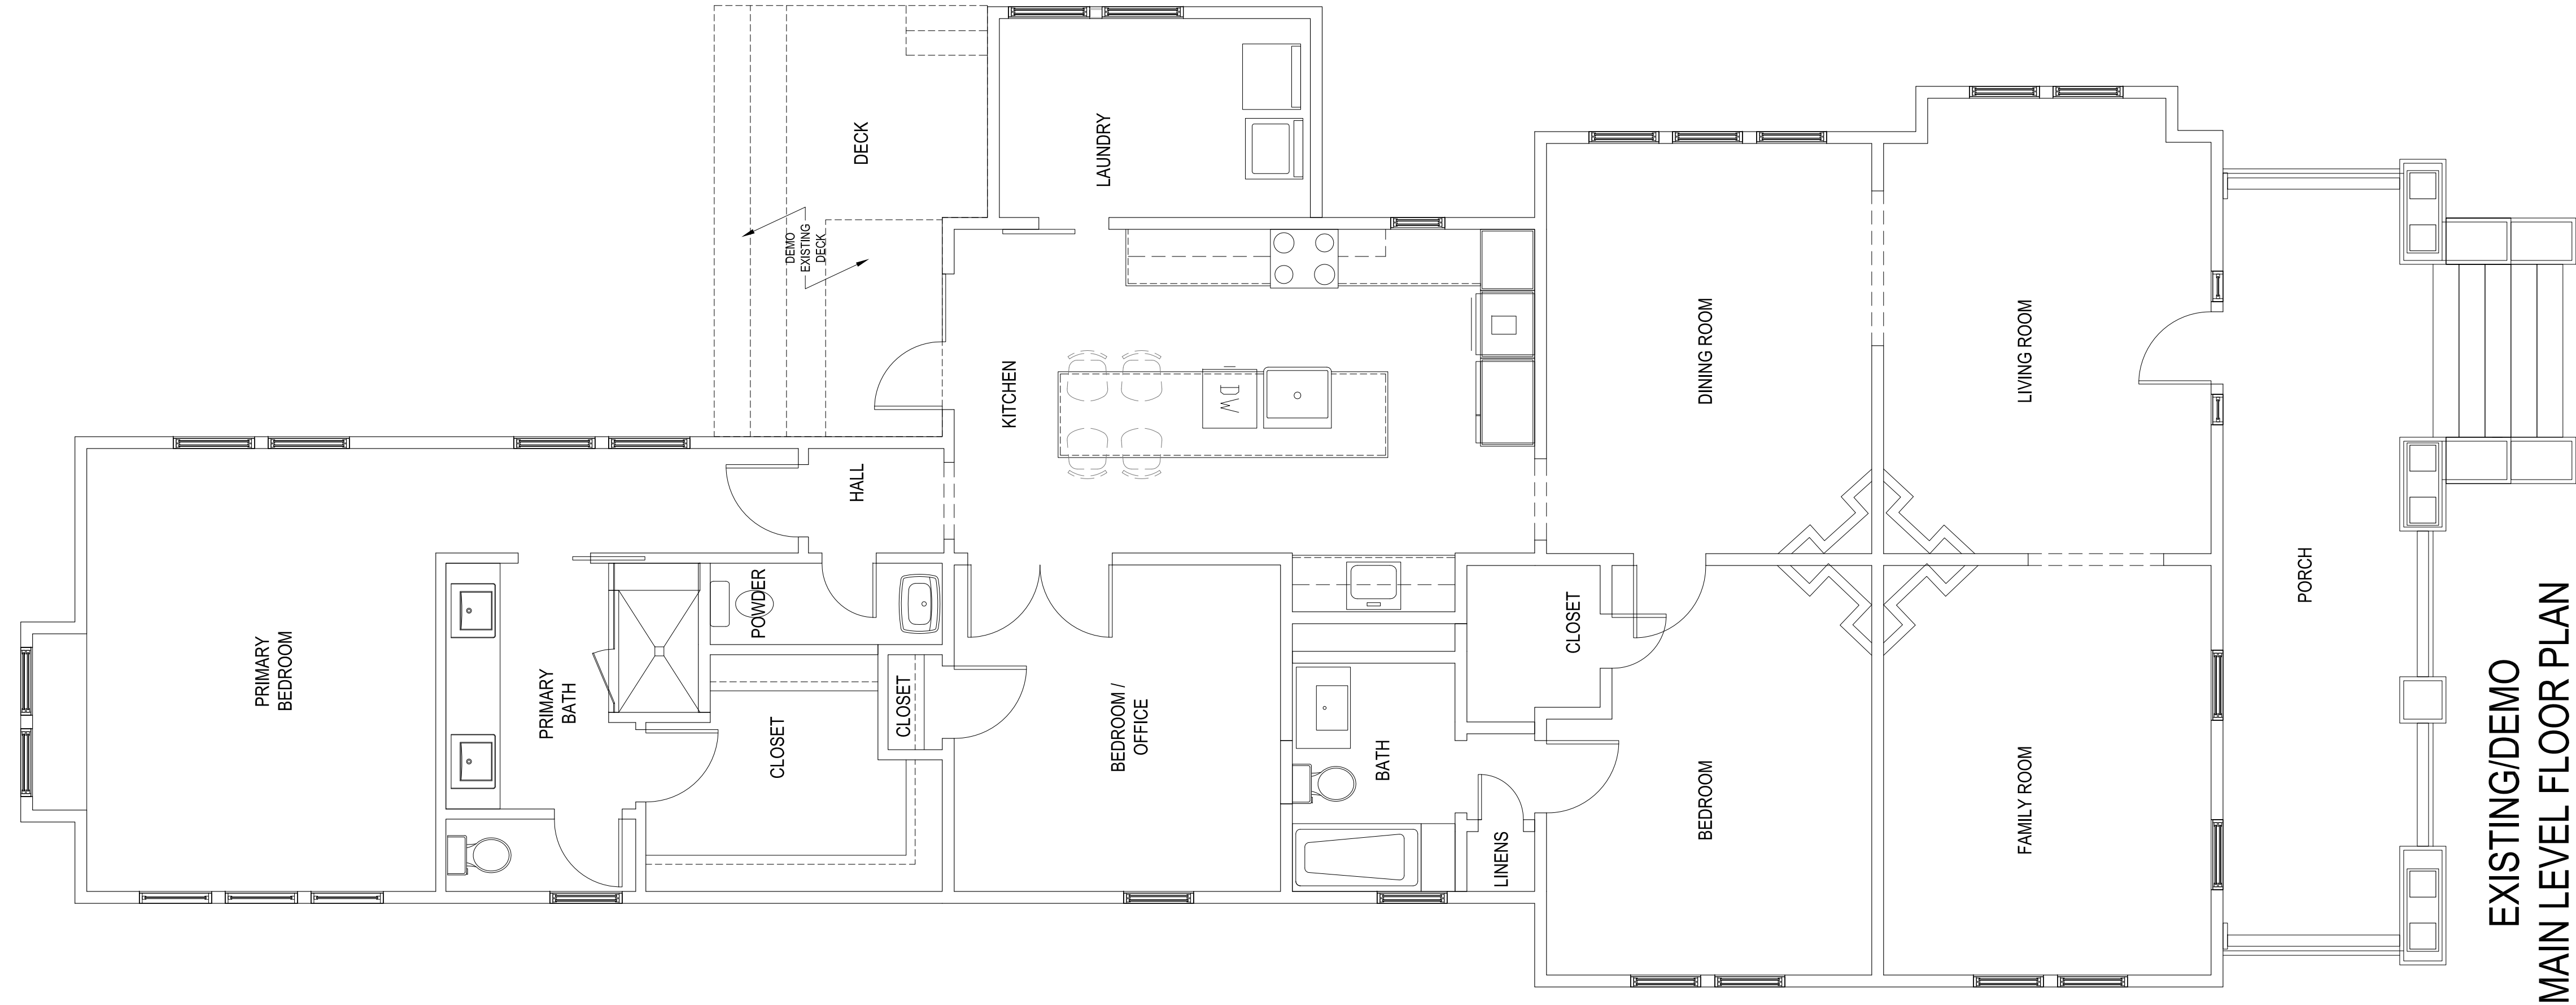 PRIMARY
BEDROOM
PRIMARY
BATH
POWDER
CLOSET
HALL
DECK
DEMO
EXISTING
DECK
CLOSET
KITCHEN
LAUNDRY
BEDROOM /
OFFICE
DW
BATH
LINENS
CLOSET
DINING ROOM
BEDROOM
LIVING ROOM
FAMILY ROOM
PORCH
EXISTING/DEMO
MAIN LEVEL FLOOR PLAN